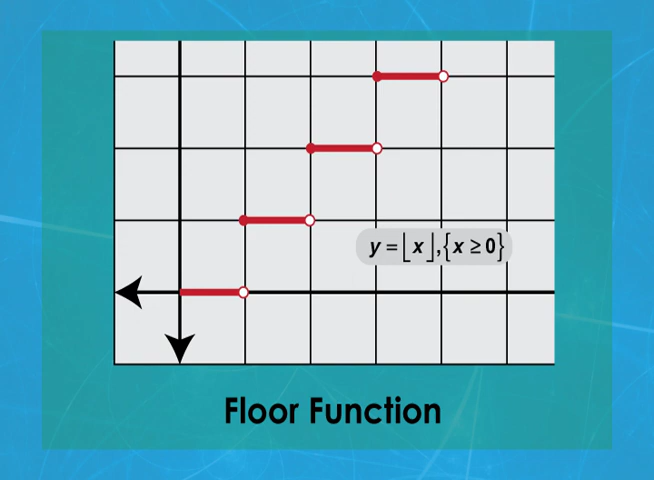 y = ⌊x⌋, {x ≥ 0}
Floor Function